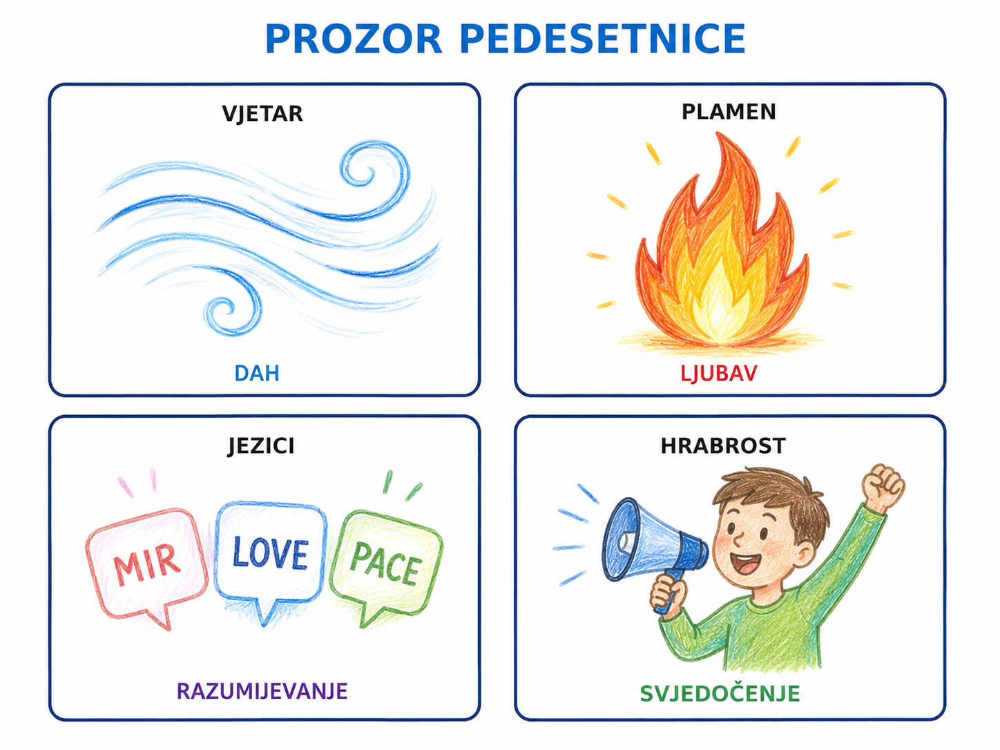 PROZOR PEDESETNICE
VJETAR
DAH
PLAMEN
LJUBAV
JEZICI
MIR
LOVE
PACE
RAZUMIJEVANJE
HRABROST
SVJEDOČENJE